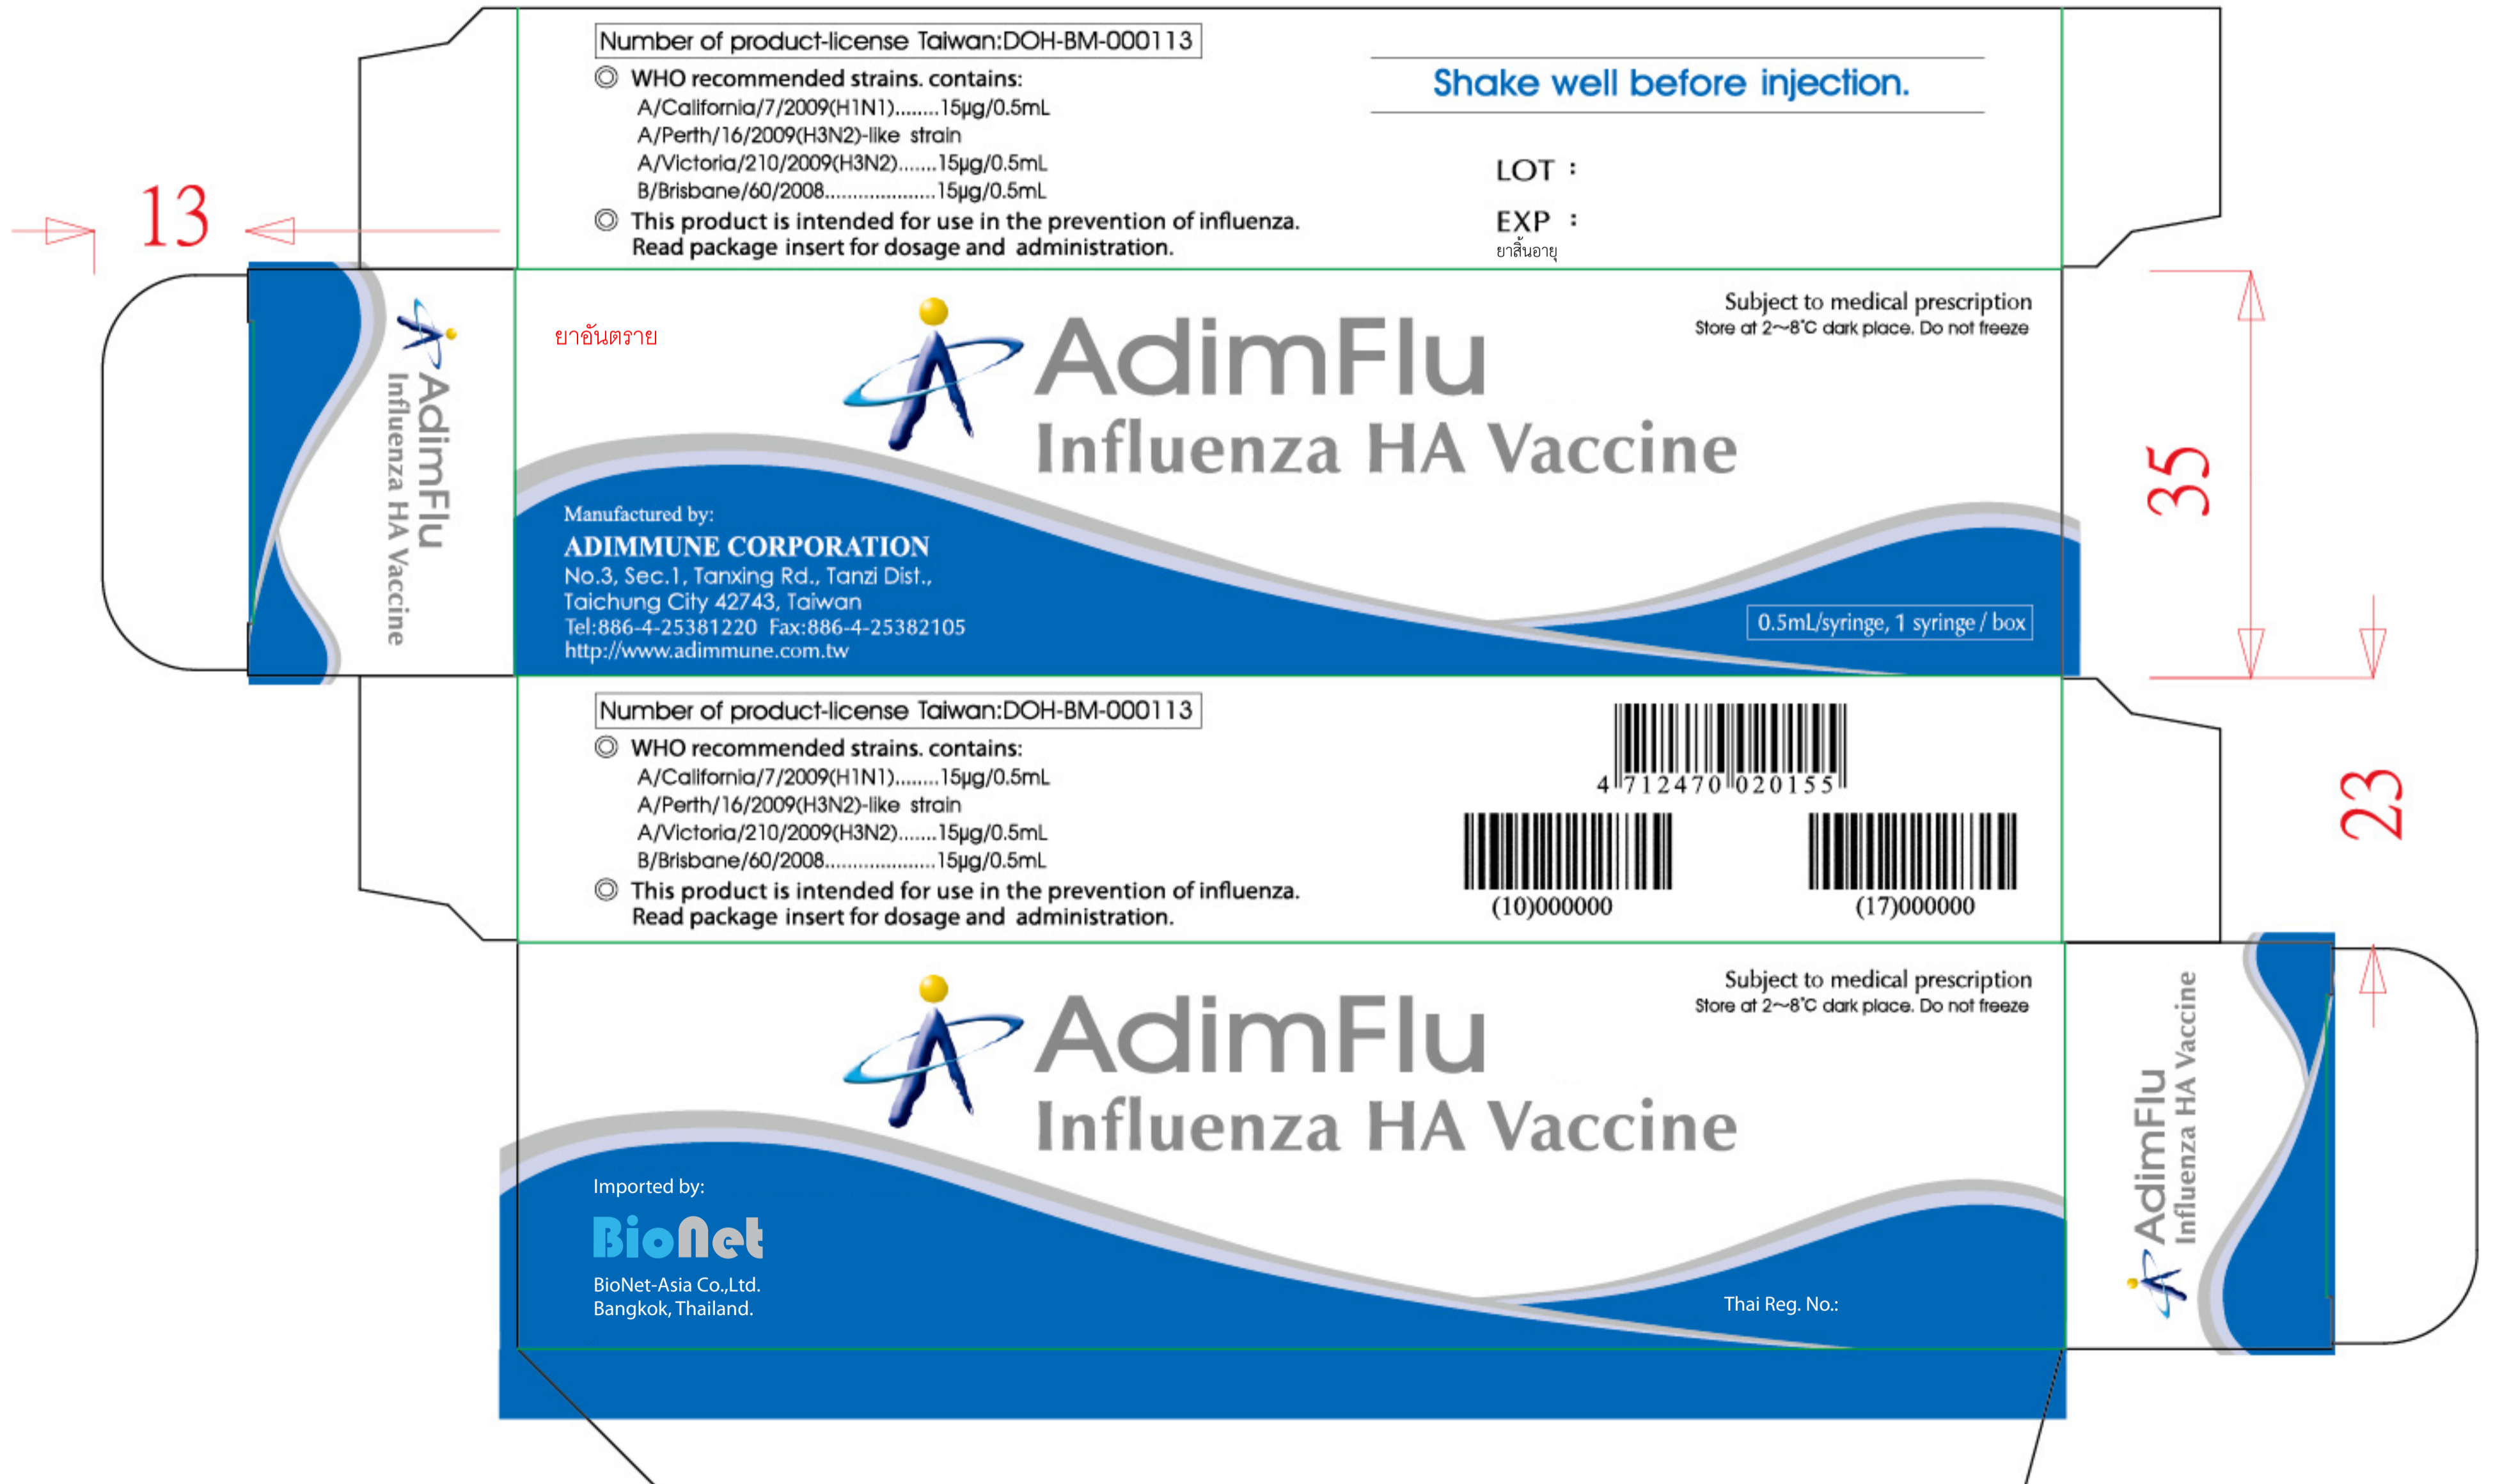 Number of product-license Taiwan:DOH-BM-000113
◎ WHO recommended strains. contains:
A/California/7/2009(H1N1)........15µg/0.5mL
A/Perth/16/2009(H3N2)-like strain
A/Victoria/210/2009(H3N2).......15µg/0.5mL
B/Brisbane/60/2008....................15µg/0.5mL
◎ This product is intended for use in the prevention of influenza.
Read package insert for dosage and administration.
Shake well before injection.
LOT :
EXP :
ยาสิ้นอายุ
13
AdimFlu
Influenza HA Vaccine
ยาอันตราย
AdimFlu
Influenza HA Vaccine
Subject to medical prescription
Store at 2~8°C dark place. Do not freeze
Manufactured by:
ADIMMUNE CORPORATION
No.3, Sec.1, Tanxing Rd., Tanzi Dist.,
Taichung City 42743, Taiwan
Tel:886-4-25381220 Fax:886-4-25382105
http://www.adimmune.com.tw
0.5mL/syringe, 1 syringe / box
35
Number of product-license Taiwan:DOH-BM-000113
◎ WHO recommended strains. contains:
A/California/7/2009(H1N1)........15µg/0.5mL
A/Perth/16/2009(H3N2)-like strain
A/Victoria/210/2009(H3N2).......15µg/0.5mL
B/Brisbane/60/2008....................15µg/0.5mL
◎ This product is intended for use in the prevention of influenza.
Read package insert for dosage and administration.
4 712470 020155
(10)000000
(17)000000
23
AdimFlu
Influenza HA Vaccine
Subject to medical prescription
Store at 2~8°C dark place. Do not freeze
Imported by:
BioNet
BioNet-Asia Co.,Ltd.
Bangkok, Thailand.
Thai Reg. No.:
AdimFlu
Influenza HA Vaccine